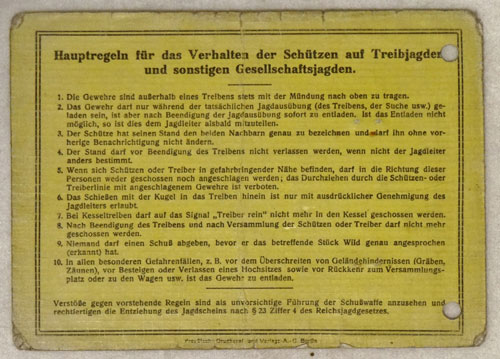 Hauptregeln für das Verhalten der Schützen auf Treibjagden
und sonstigen Gesellschaftsjagden.
1. Die Gewehre sind außerhalb eines Treibens stets mit der Mündung nach oben zu tragen.
2. Das Gewehr darf nur während der tatsächlichen Jagdausübung (des Treibens, der Suche usw.) ge-
laden sein, ist aber nach Beendigung der Jagdausübung sofort zu entladen. Ist das Entladen nicht
möglich, so ist dies dem Jagdleiter alsbald mitzuteilen.
3. Der Schütze hat seinen Stand den beiden Nachbarn genau zu bezeichnen und darf ihn ohne vor-
herige Benachrichtigung nicht ändern.
4. Der Stand darf vor Beendigung des Treibens nicht verlassen werden, wenn nicht der Jagdleiter
anders bestimmt.
5. Wenn sich Schützen oder Treiber in gefahrbringender Nähe befinden, darf in die Richtung dieser
Personen weder geschossen noch angeschlagen werden; das Durchziehen durch die Schützen- oder
Treiberlinie mit angeschlagenem Gewehre ist verboten.
6. Das Schießen mit der Kugel in das Treiben hinein ist nur mit ausdrücklicher Genehmigung des
Jagdleiters erlaubt.
7. Bei Kesseltreiben darf auf das Signal „Treiber rein" nicht mehr in den Kessel geschossen werden.
8. Nach Beendigung des Treibens und nach Versammlung der Schützen oder Treiber darf nicht mehr
geschossen werden.
9. Niemand darf einen Schuß abgeben, bevor er das betreffende Stück Wild genau angesprochen
(erkannt) hat.
10. In allen besonderen Gefahrenfällen, z. B. vor dem Überschreiten von Geländehindernissen (Gräben,
Zäunen), vor Besteigen oder Verlassen eines Hochsitzes sowie vor Rückkehr zum Versammlungs-
platz oder zu den Wagen usw. ist das Gewehr zu entladen.
Verstöße gegen vorstehende Regeln sind als unvorsichtige Führung der Schußwaffe anzusehen und
rechtfertigen die Entziehung des Jagdscheins nach § 23 Ziffer 4 des Reichsjagdgesetzes.
Druckerei und Verlags A.-G. Berlin